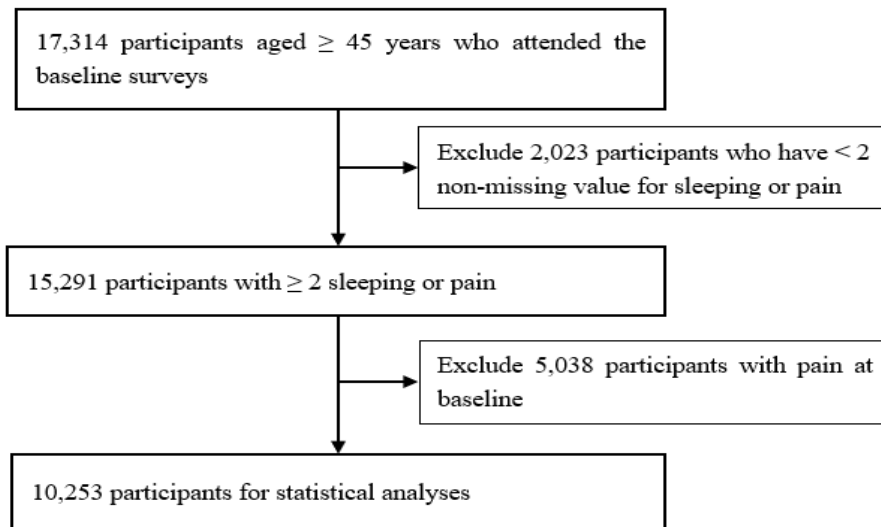 17,314 participants aged ≥ 45 years who attended the
baseline surveys
Exclude 2,023 participants who have < 2
non-missing value for sleeping or pain
15,291 participants with ≥ 2 sleeping or pain
Exclude 5,038 participants with pain at
baseline
10,253 participants for statistical analyses